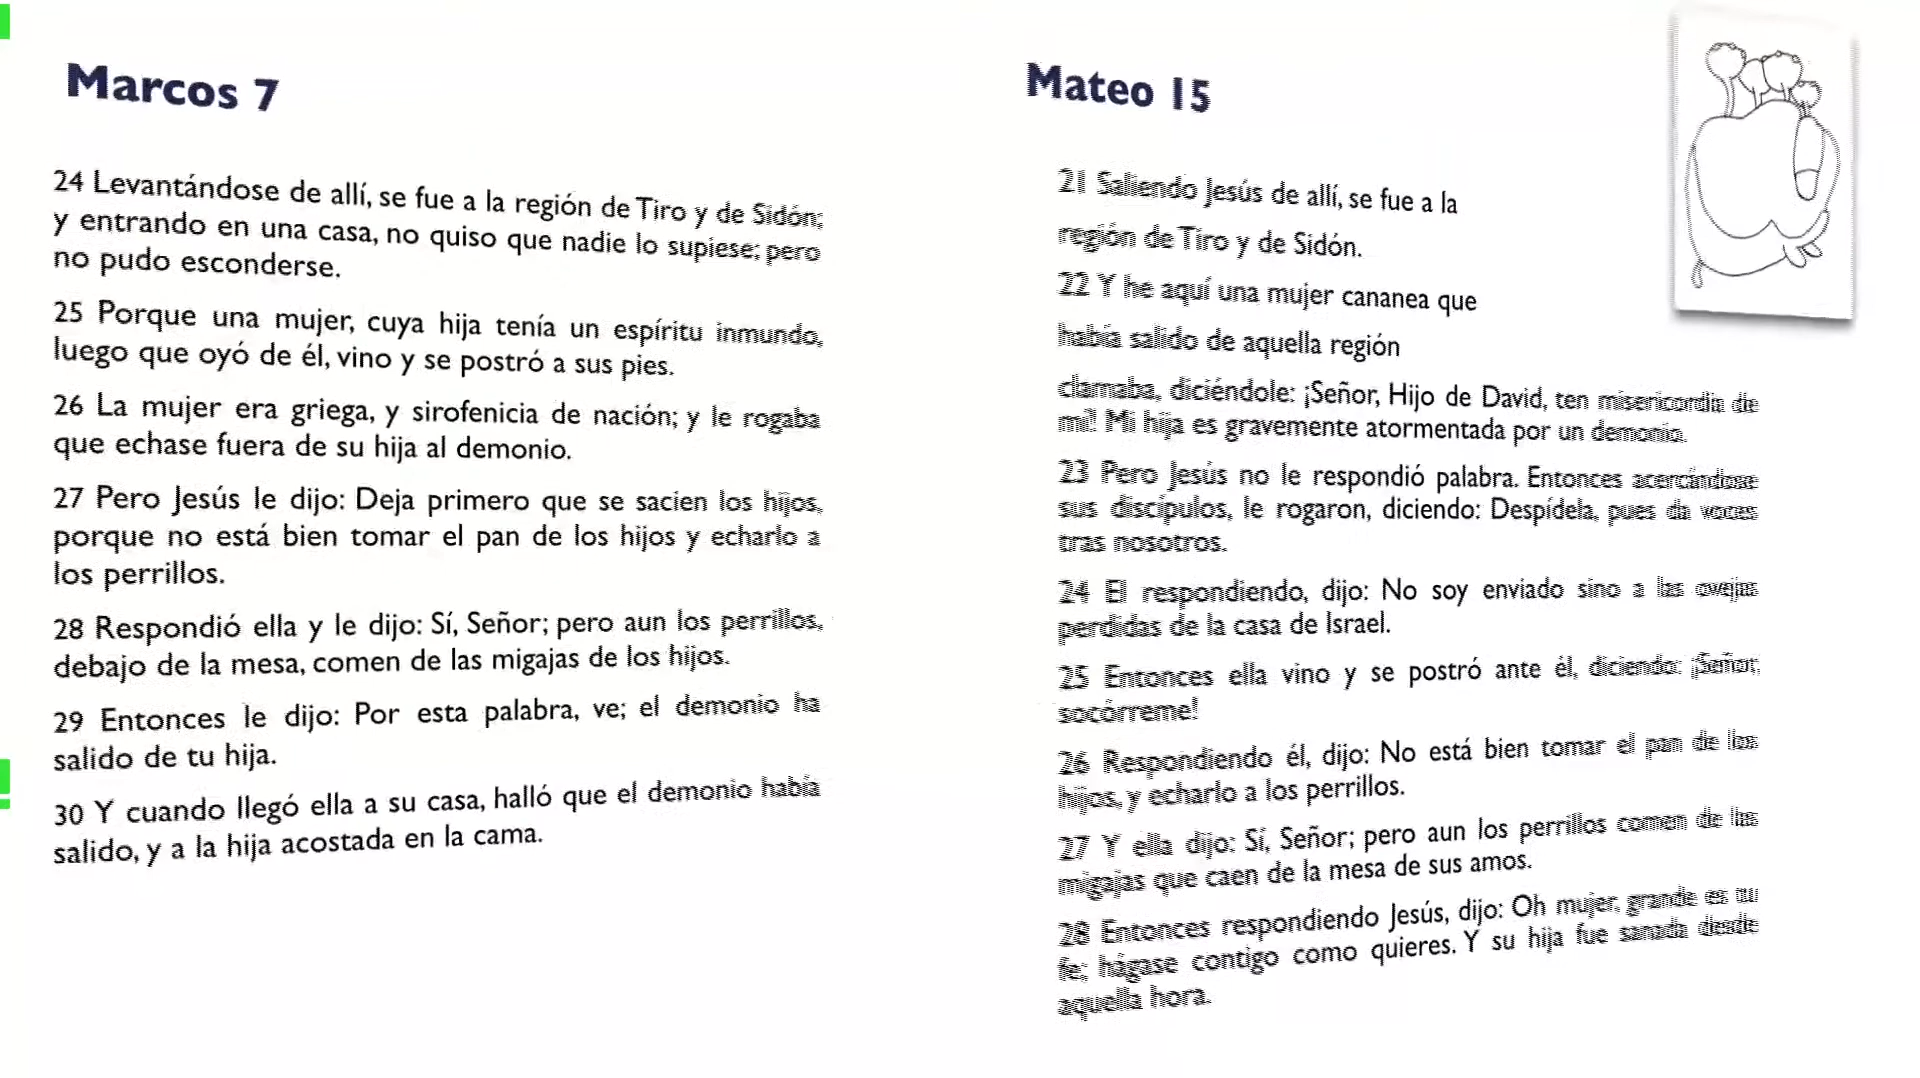 Marcos 7
24 Levantándose de allí, se fue a la región de Tiro y de Sidón;
y entrando en una casa, no quiso que nadie lo supiese; pero
no pudo esconderse.
25 Porque una mujer, cuya hija tenía un espíritu inmundo,
luego que oyó de él, vino y se postró a sus pies.
26 La mujer era griega, y sirofenicia de nación; y le rogaba
que echase fuera de su hija al demonio.
27 Pero Jesús le dijo: Deja primero que se sacien los hijos,
porque no está bien tomar el pan de los hijos y echarlo a
los perrillos.
28 Respondió ella y le dijo: Sí, Señor; pero aun los perrillos,
debajo de la mesa, comen de las migajas de los hijos.
29 Entonces le dijo: Por esta palabra, ve; el demonio ha
salido de tu hija.
30 Y cuando llegó ella a su casa, halló que el demonio había
salido, y a la hija acostada en la cama.
Mateo 15
21 Saliendo Jesús de allí, se fue a la
región de Tiro y de Sidón.
22 Y he aquí una mujer cananea que
había salido de aquella región
clamaba, diciéndole: ¡Señor, Hijo de David, ten misericordia de
mí! Mi hija es gravemente atormentada por un demonio.
23 Pero Jesús no le respondió palabra. Entonces acercándose
sus discípulos, le rogaron, diciendo: Despídela, pues da voces
tras nosotros.
24 El respondiendo, dijo: No soy enviado sino a las ovejas
perdidas de la casa de Israel.
25 Entonces ella vino y se postró ante él, diciendo: ¡Señor,
socórreme!
26 Respondiendo él, dijo: No está bien tomar el pan de los
hijos, y echarlo a los perrillos.
27 Y ella dijo: Sí, Señor; pero aun los perrillos comen de las
migajas que caen de la mesa de sus amos.
28 Entonces respondiendo Jesús, dijo: Oh mujer, grande es tu
fe; hágase contigo como quieres. Y su hija fue sanada desde
aquella hora.